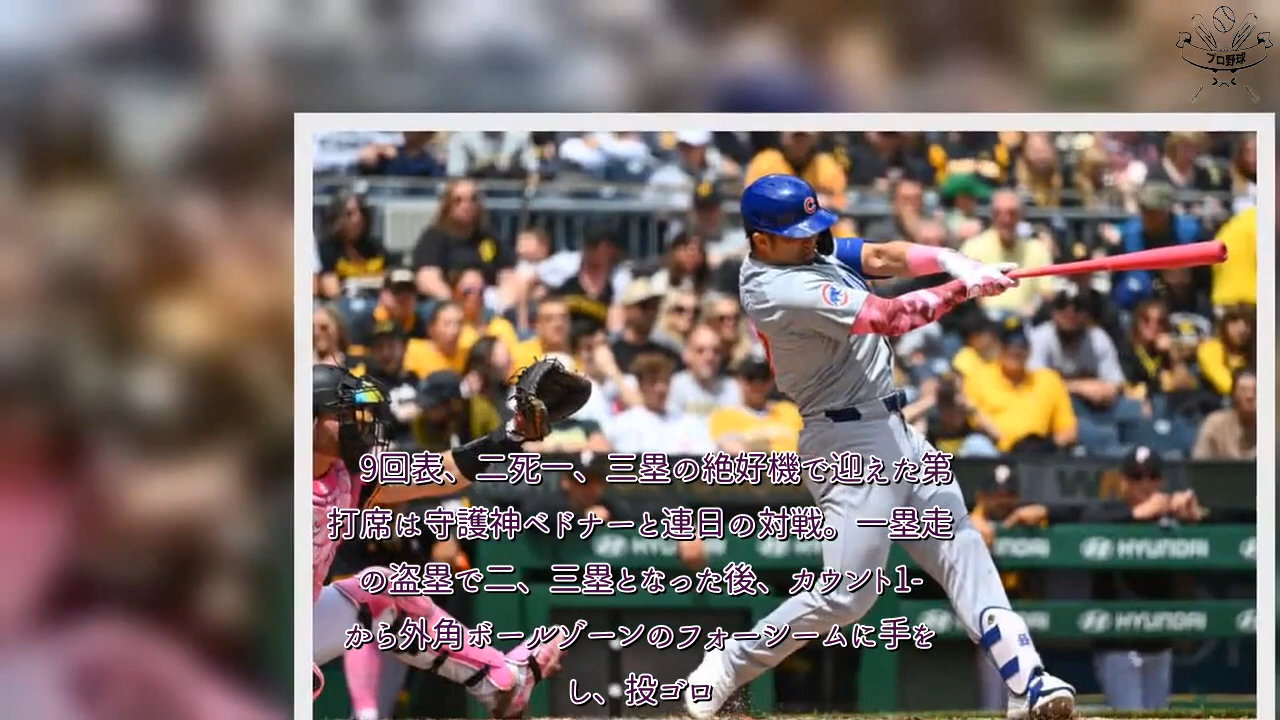 プロ野球
C
9回表、二死一、三塁の絶好機で迎えた第
打席は守護神ベドナーと連日の対戦。一塁走
の盗塁で二、三塁となった後、カウント1-
から外角ボールゾーンのフォーシームに手を
し、投ゴロ
HYUNDAI
HYUNDAI
HYUNDAI
HYUNDAI